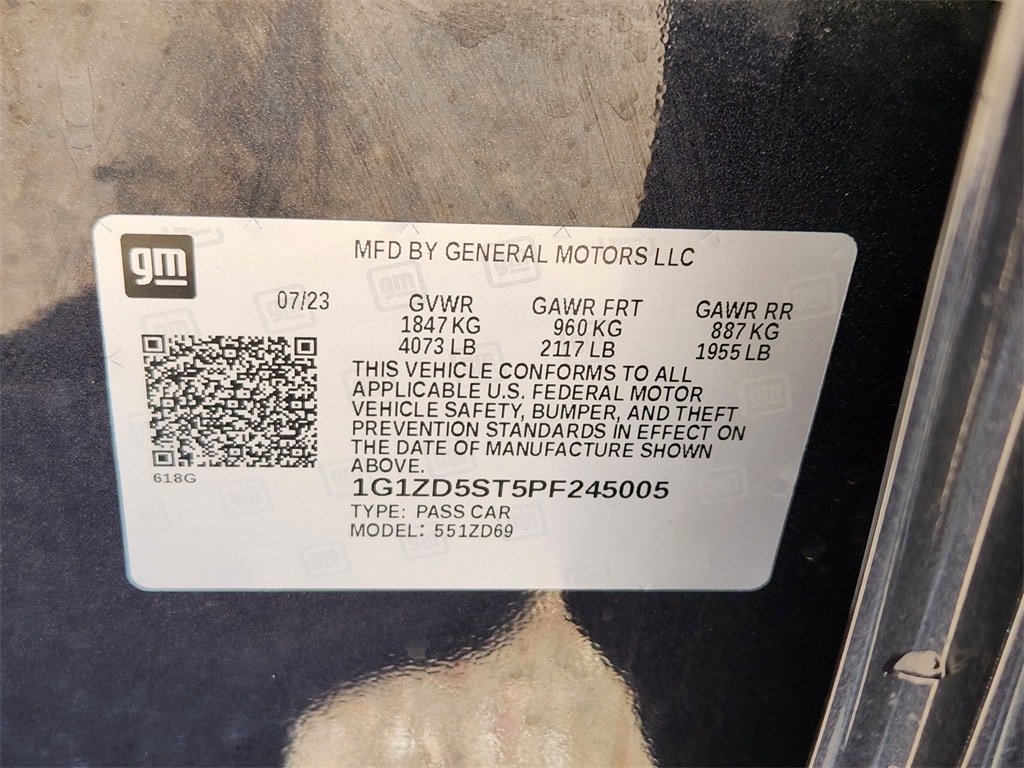 gm
MFD BY GENERAL MOTORS LLC
07/23 GVWR GAWR FRT GAWR RR
1847 KG 960 KG 887 KG
4073 LB 2117 LB 1955 LB
THIS VEHICLE CONFORMS TO ALL
APPLICABLE U.S. FEDERAL MOTOR
VEHICLE SAFETY, BUMPER, AND THEFT
PREVENTION STANDARDS IN EFFECT ON
THE DATE OF MANUFACTURE SHOWN
ABOVE.
618G
1G1ZD5ST5PF245005
TYPE: PASS CAR
MODEL: 551ZD69